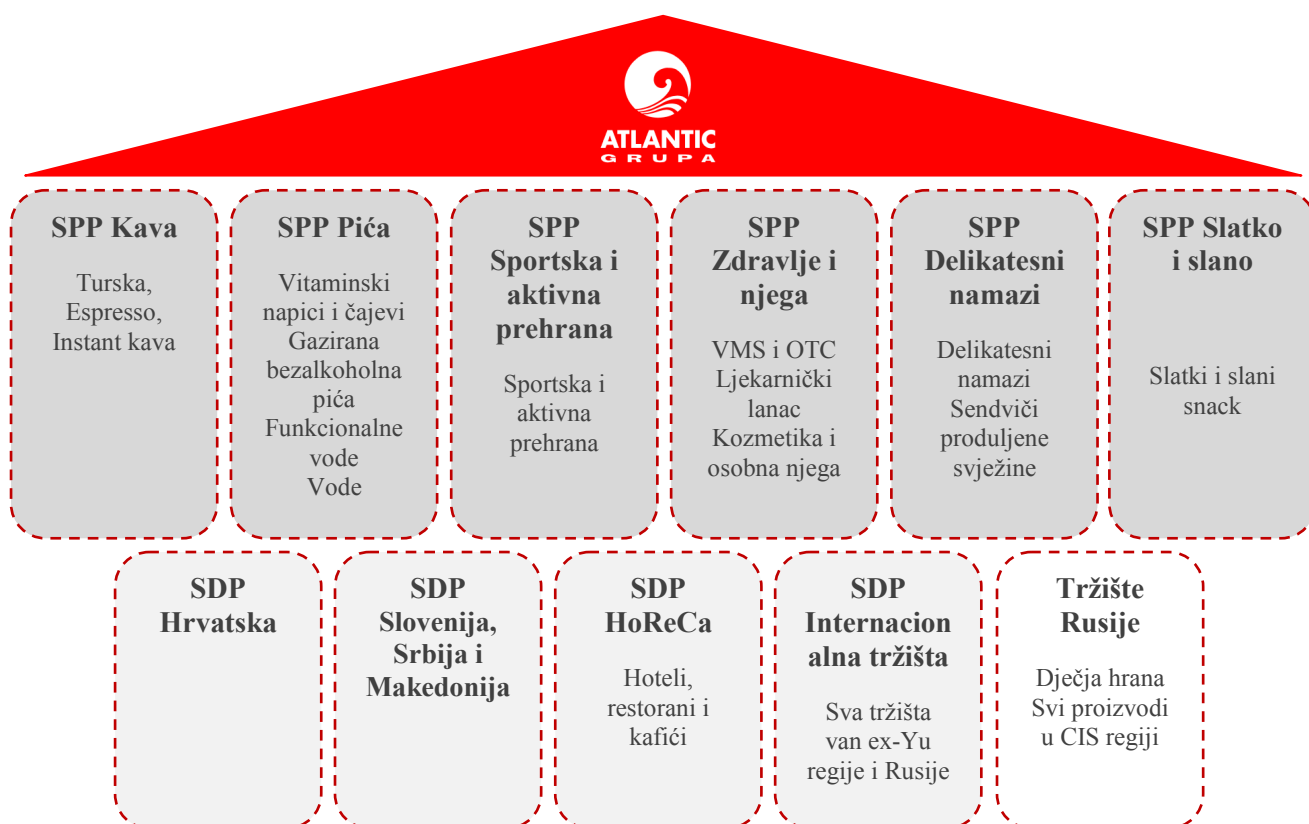 ATLANTIC
GRUPA
SPP Kava
Turska,
Espresso,
Instant kava
SPP Pića
Vitaminski
napici i čajevi
Gazirana
bezalkoholna
pića
Funkcionalne
vode
Vode
SPP
Sportska i
aktivna
prehrana
Sportska i
aktivna
prehrana
SPP
Zdravlje i
njega
VMS i OTC
Ljekarnički
lanac
Kozmetika i
osobna njega
SPP
Delikatesni
namazi
Delikatesni
namazi
Sendviči
produljene
svježine
SPP Slatko
i slano
Slatki i slani
snack
SDP
Hrvatska
SDP
Slovenija,
Srbija i
Makedonija
SDP
HoReCa
Hoteli,
restorani i
kafići
SDP
Internacion
alna tržišta
Sva tržišta
van ex-Yu
regije i Rusije
Tržište
Rusije
Dječja hrana
Svi proizvodi
u CIS regiji